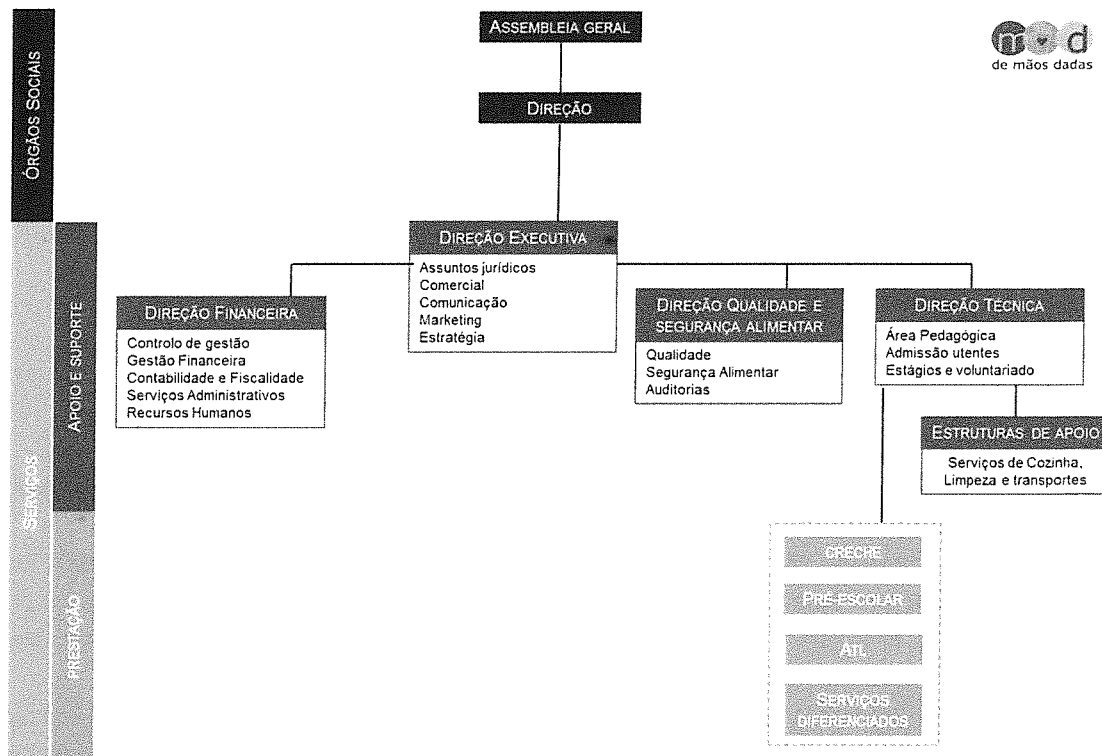 ASSEMBLEIA GERAL
m d
de mãos dadas
DIREÇÃO
ÓRGÃOS SOCIAIS
DIREÇÃO EXECUTIVA
Assuntos jurídicos
Comercial
Comunicação
Marketing
Estratégia
DIREÇÃO FINANCEIRA
Controlo de gestão
Gestão Financeira
Contabilidade e Fiscalidade
Serviços Administrativos
Recursos Humanos
DIREÇÃO QUALIDADE E
SEGURANÇA ALIMENTAR
Qualidade
Segurança Alimentar
Auditorias
DIREÇÃO TÉCNICA
Área Pedagógica
Admissão utentes
Estágios e voluntariado
ESTRUTURAS DE APOIO
Serviços de Cozinha,
Limpeza e transportes
SERVIÇOS
APOIO E SUPORTE
PRESTAÇÃO
CRECHE
PRÉ-ESCOLAR
ATL
SERVIÇOS
DIFERENCIADOS